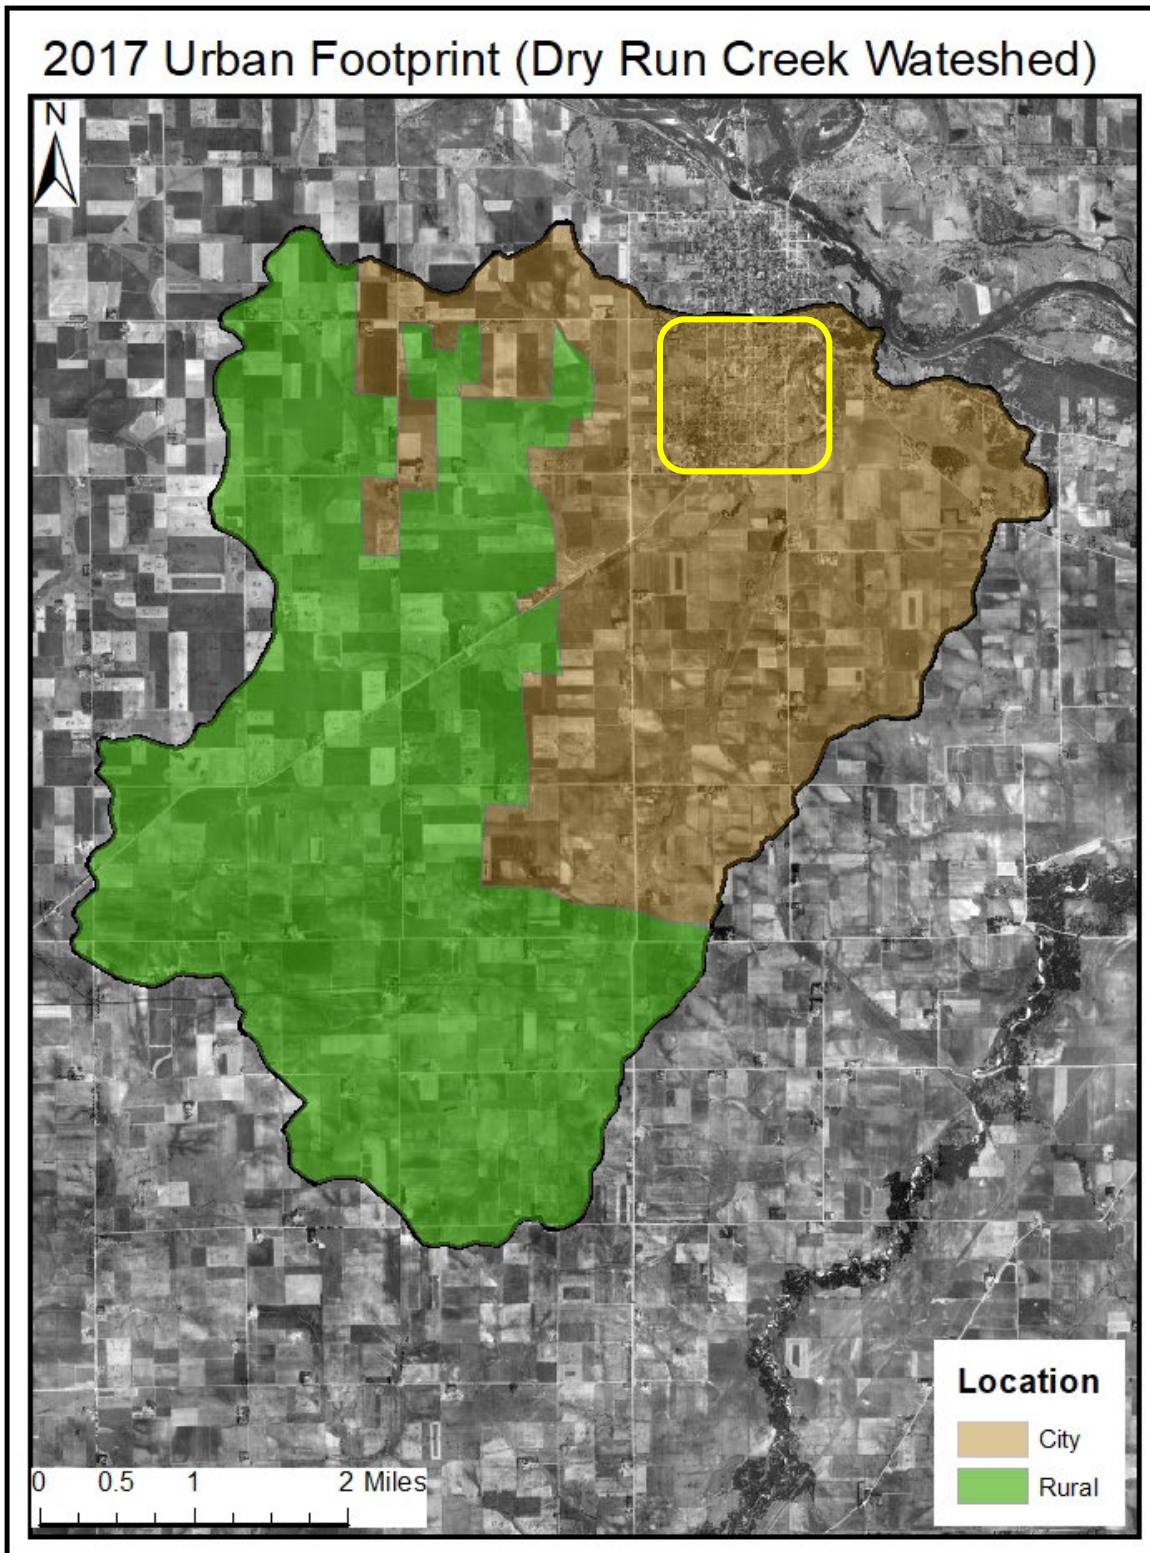 2017 Urban Footprint (Dry Run Creek Wateshed)
N
Location
City
Rural
0 0.5 1 2 Miles